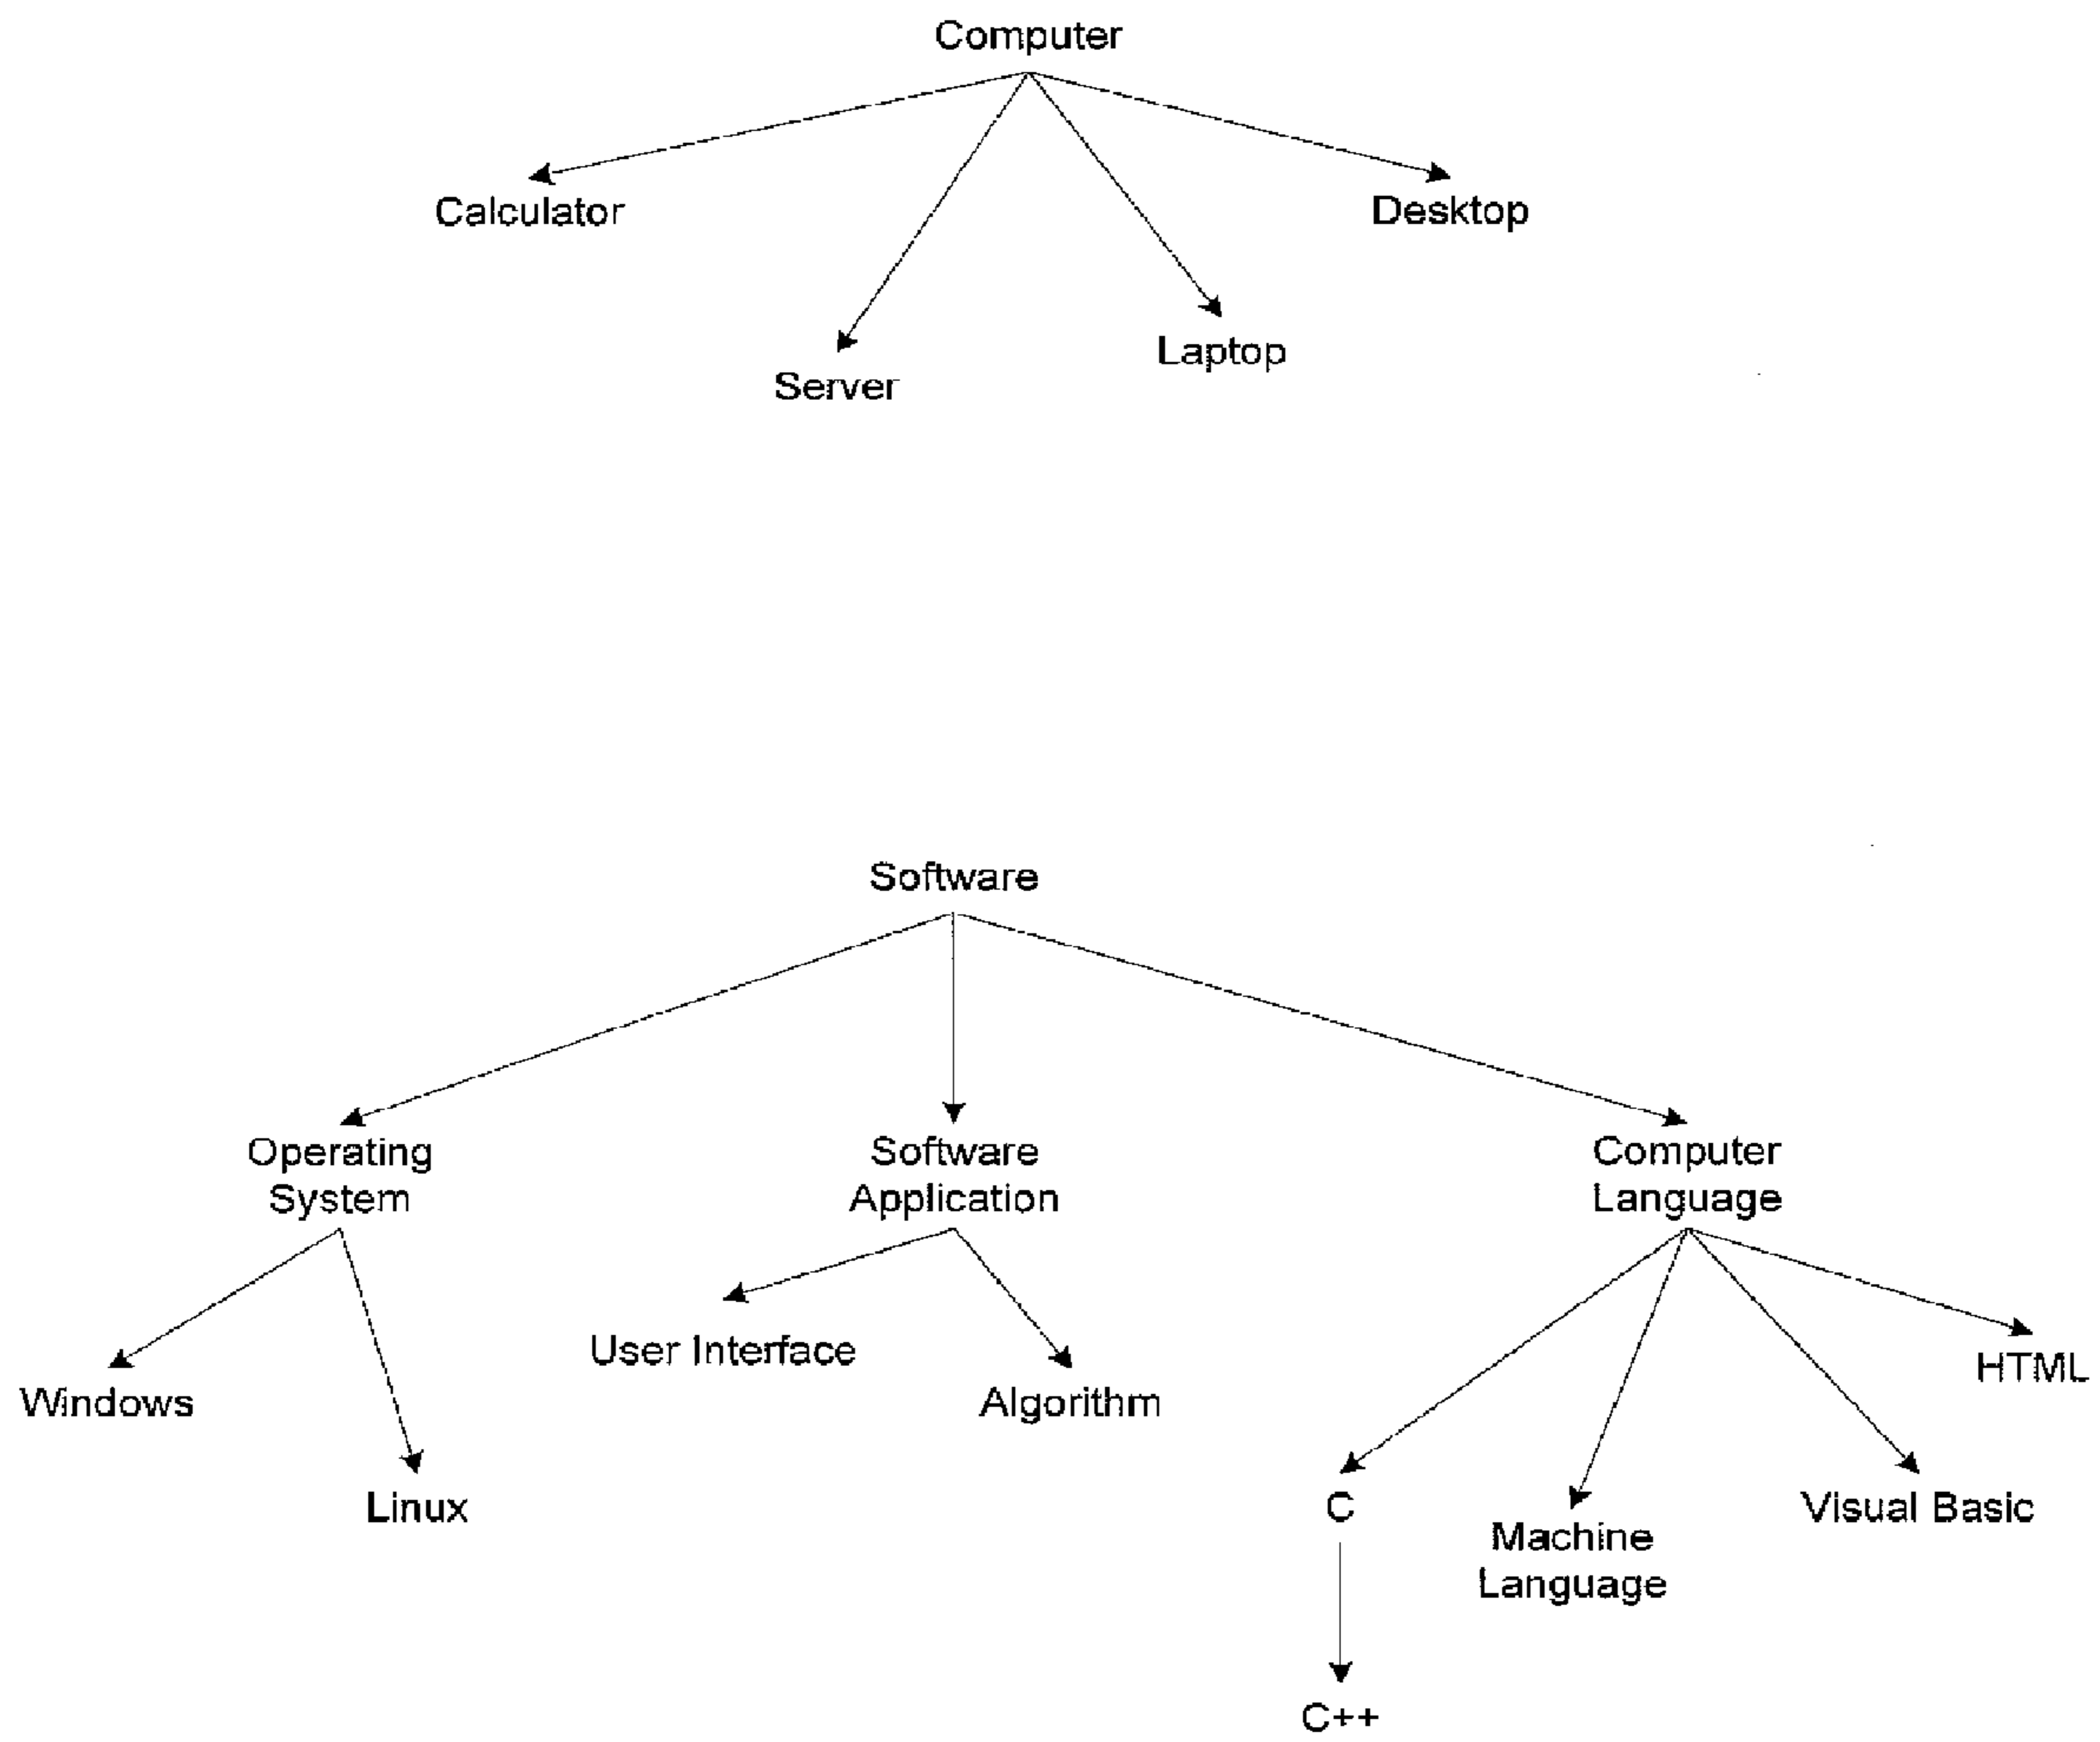 Computer
Calculator
Desktop
Laptop
Server
Software
Operating
System
Software
Application
Computer
Language
Windows
Linux
User Interface
Algorithm
HTML
C
Machine
Language
Visual Basic
C++